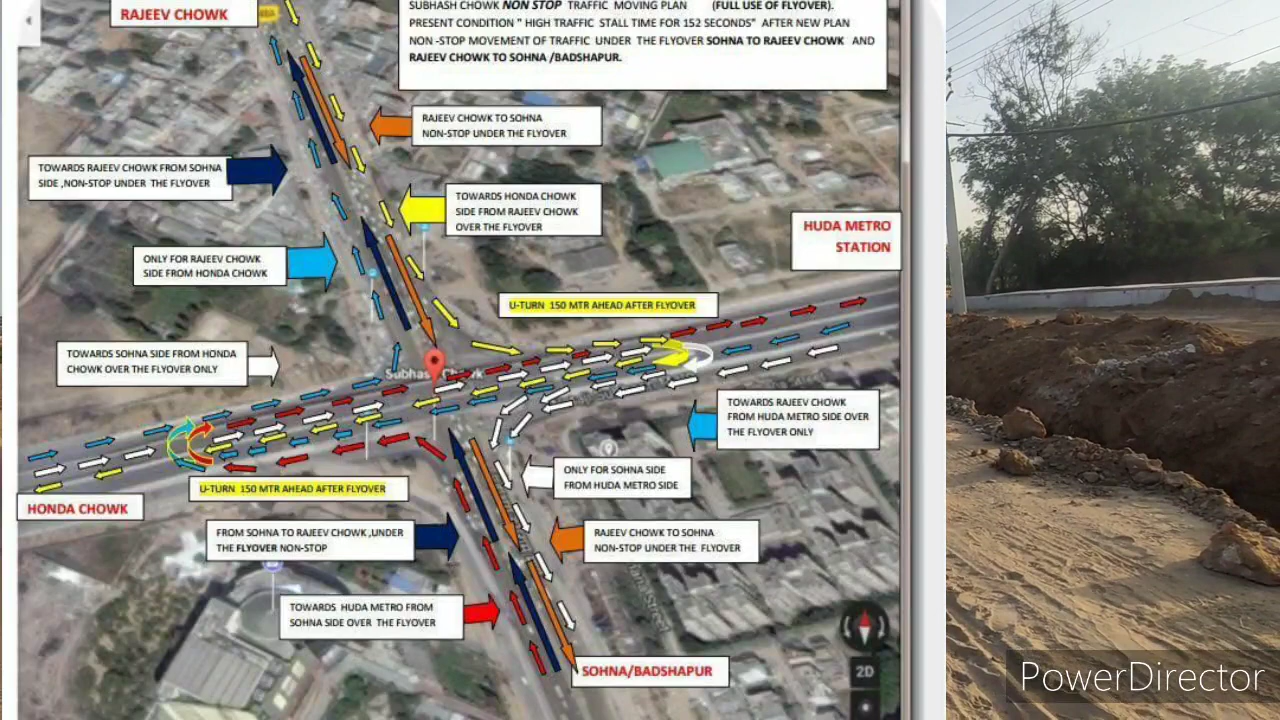 RAJEEV CHOWK
SUBHASH CHOWK NON STOP TRAFFIC MOVING PLAN (FULL USE OF FLYOVER).
PRESENT CONDITION " HIGH TRAFFIC STALL TIME FOR 152 SECONDS" AFTER NEW PLAN
NON -STOP MOVEMENT OF TRAFFIC UNDER THE FLYOVER SOHNA TO RAJEEV CHOWK AND
RAJEEV CHOWK TO SOHNA /BADSHAPUR.
RAJEEV CHOWK TO SOHNA
NON-STOP UNDER THE FLYOVER
TOWARDS RAJEEV CHOWK FROM SOHNA
SIDE ,NON-STOP UNDER THE FLYOVER
TOWARDS HONDA CHOWK
SIDE FROM RAJEEV CHOWK
OVER THE FLYOVER
HUDA METRO
STATION
ONLY FOR RAJEEV CHOWK
SIDE FROM HONDA CHOWK
U-TURN 150 MTR AHEAD AFTER FLYOVER
TOWARDS SOHNA SIDE FROM HONDA
CHOWK OVER THE FLYOVER ONLY
Subhash Chowk
TOWARDS RAJEEV CHOWK
FROM HUDA METRO SIDE OVER
THE FLYOVER ONLY
ONLY FOR SOHNA SIDE
FROM HUDA METRO SIDE
U-TURN 150 MTR AHEAD AFTER FLYOVER
HONDA CHOWK
FROM SOHNA TO RAJEEV CHOWK ,UNDER
THE FLYOVER NON-STOP
RAJEEV CHOWK TO SOHNA
NON-STOP UNDER THE FLYOVER
TOWARDS HUDA METRO FROM
SOHNA SIDE OVER THE FLYOVER
SOHNA/BADSHAPUR
2D
PowerDirector